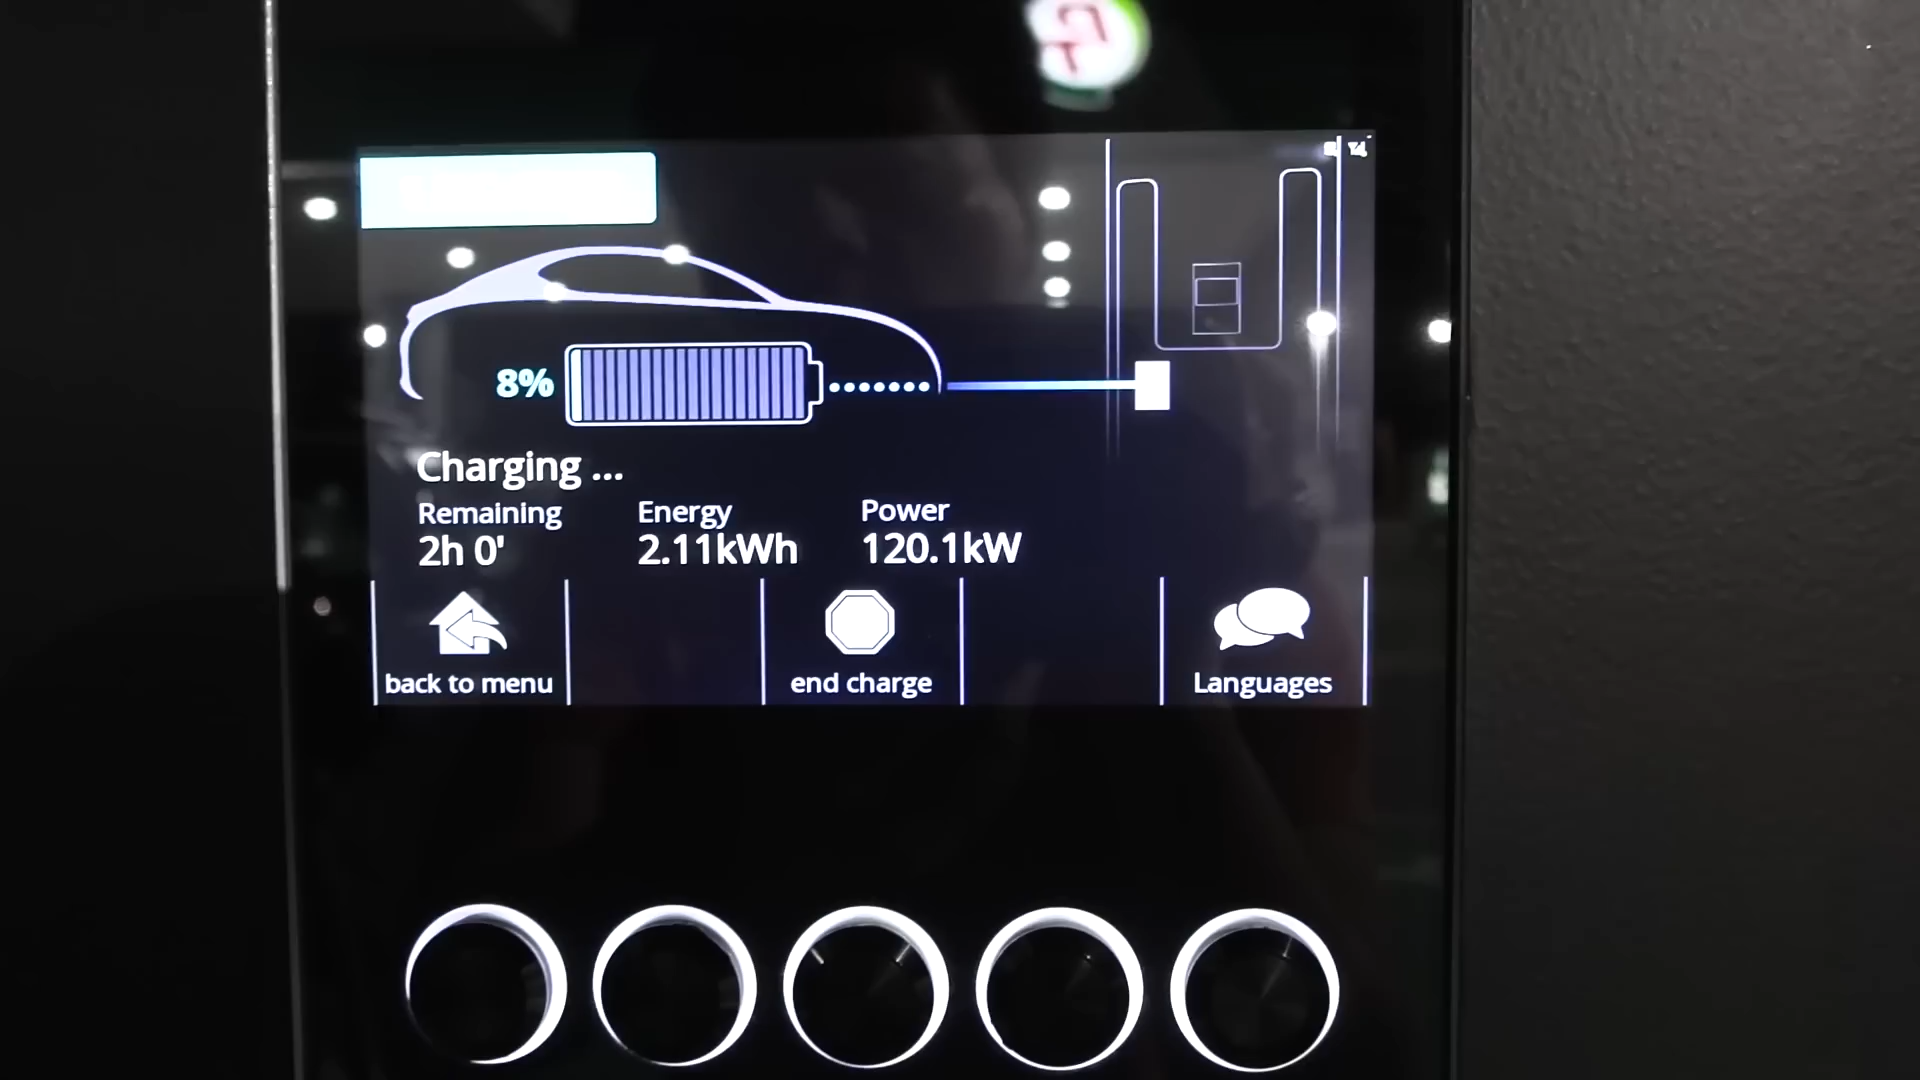 8%
Charging ...
Remaining Energy Power
2h 0' 2.11kWh 120.1kW
back to menu end charge Languages